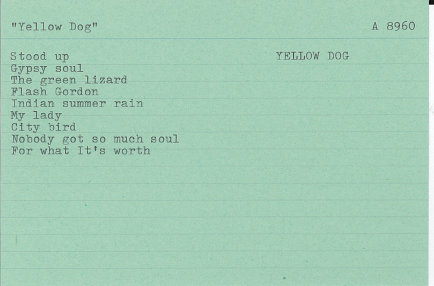 "Yellow Dog" A 8960
Stood up YELLOW DOG
Gypsy soul
The green lizard
Flash Gordon
Indian summer rain
My lady
City bird
Nobody got so much soul
For what It's worth